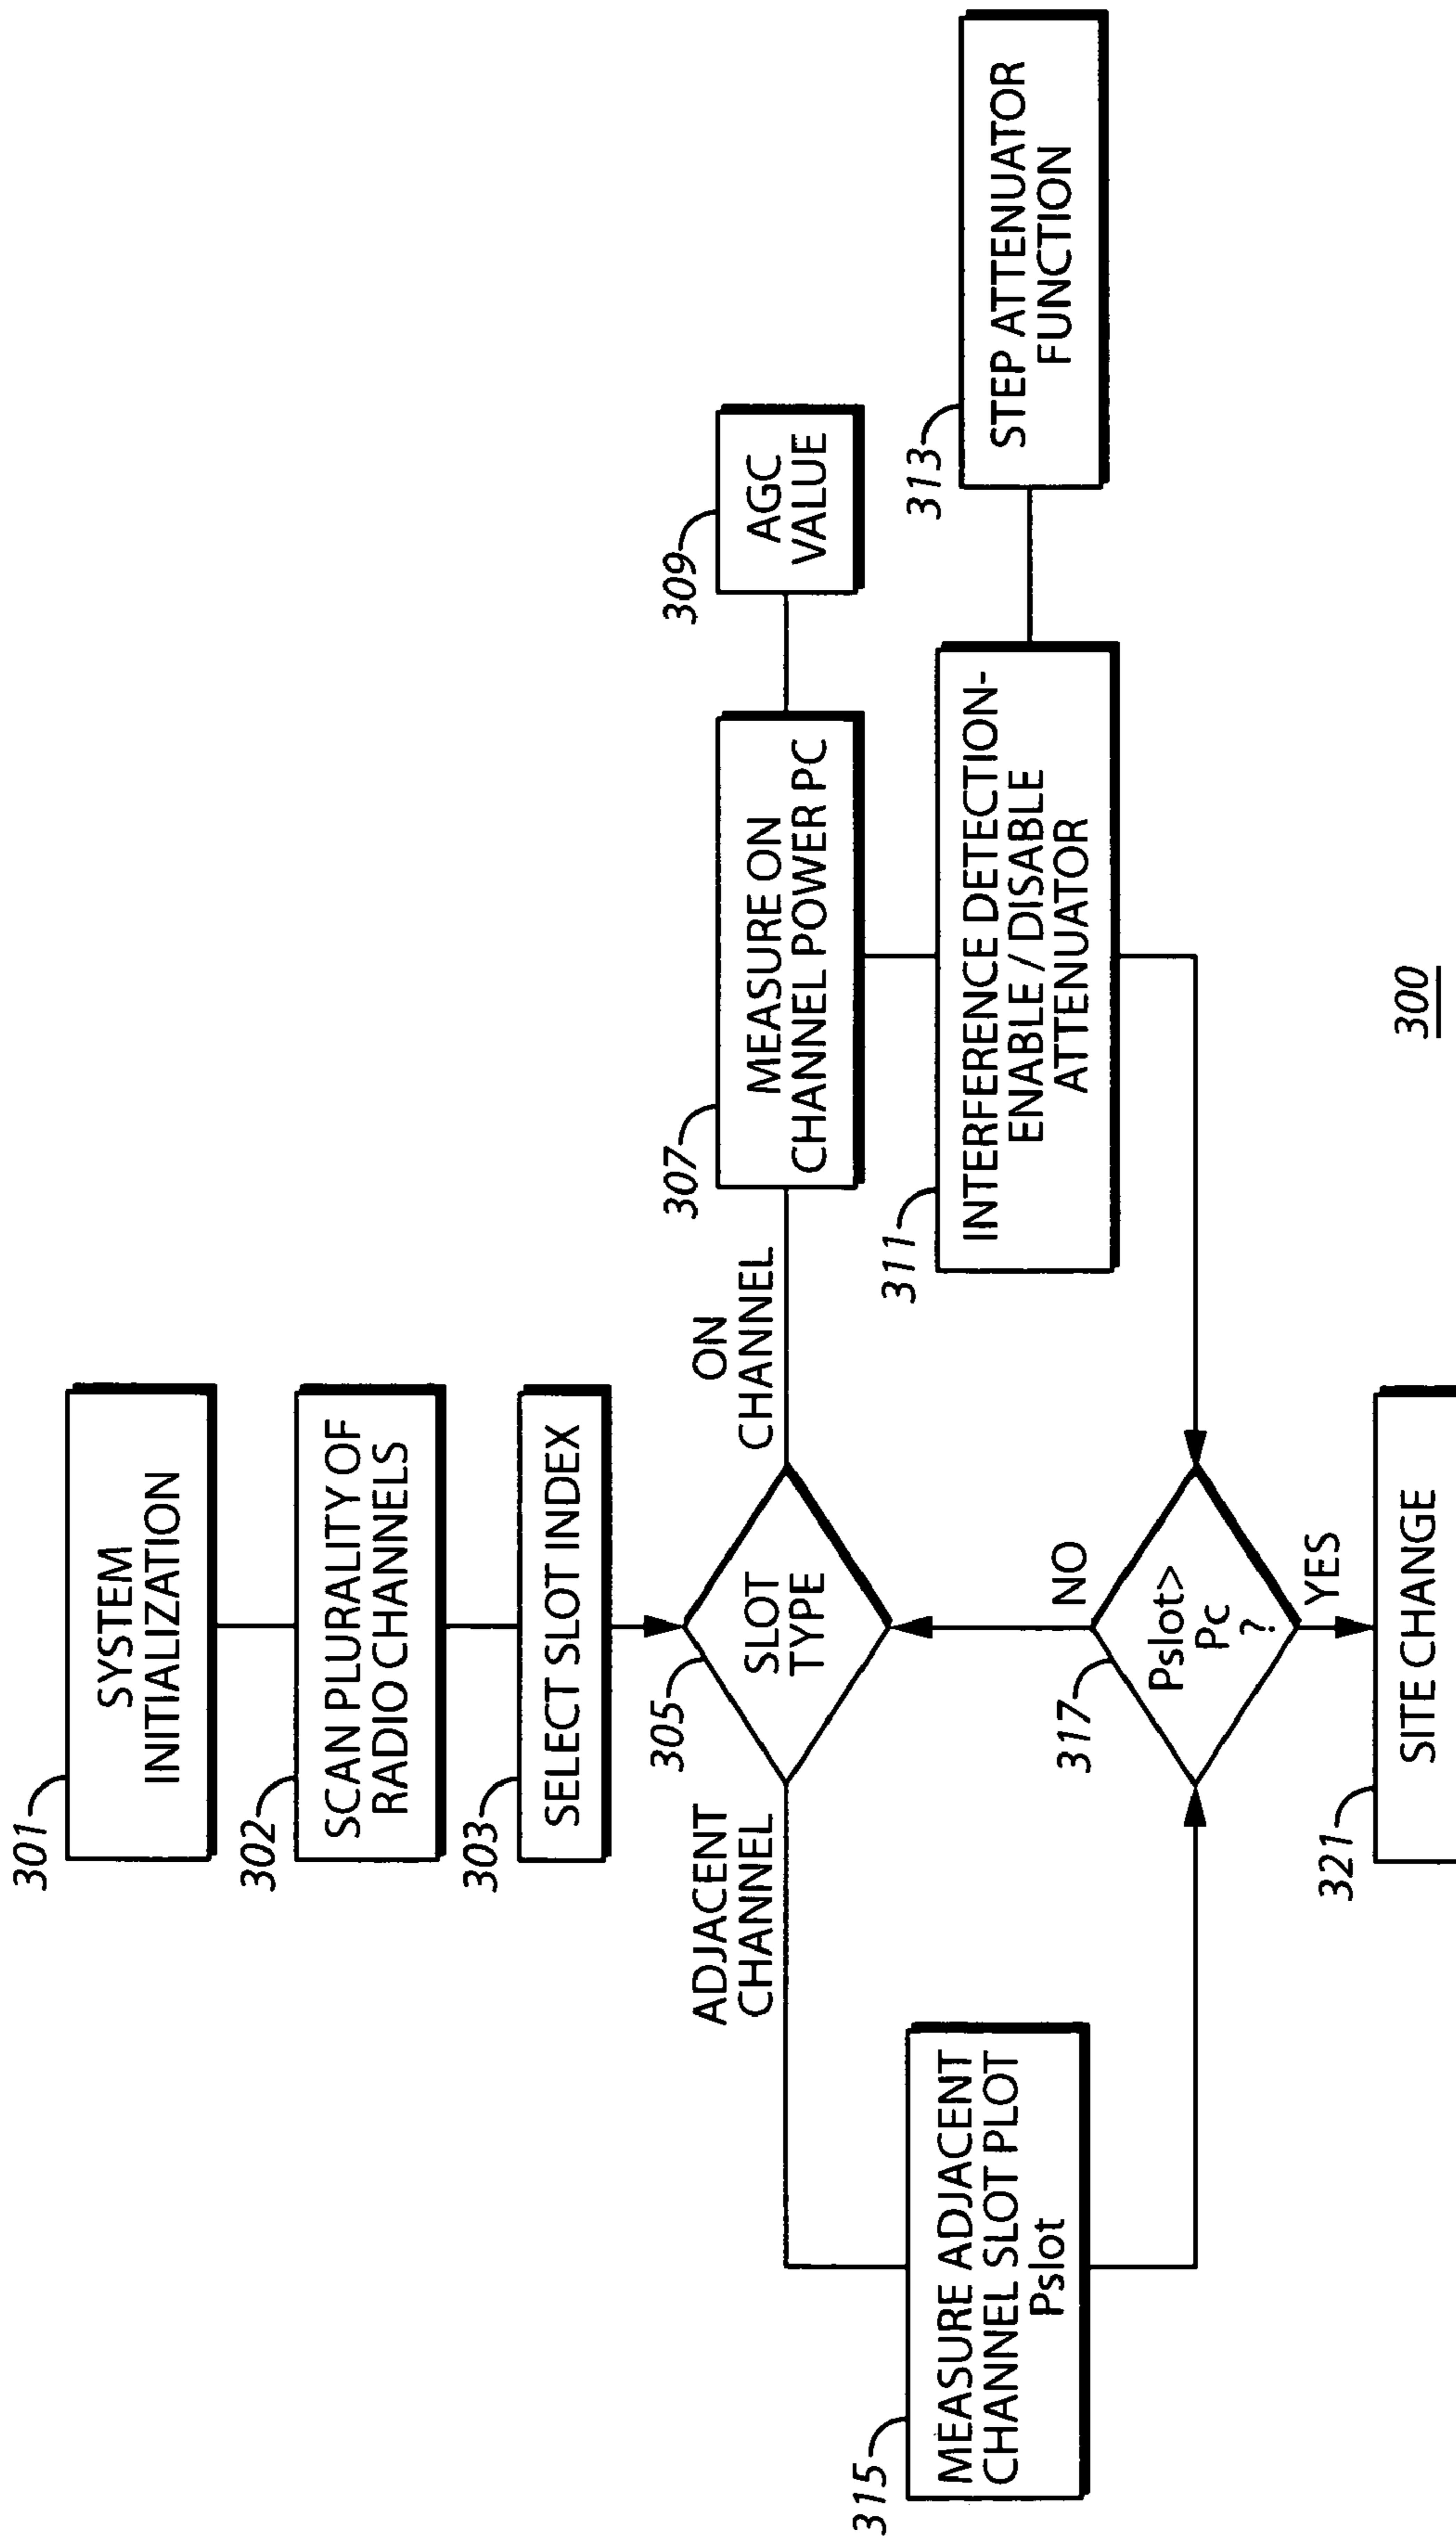 301
SYSTEM
INITIALIZATION
302
SCAN PLURALITY OF
RADIO CHANNELS
303
SELECT SLOT INDEX
305
SLOT
TYPE
ADJACENT
CHANNEL
ON
CHANNEL
307
MEASURE ON
CHANNEL POWER PC
309
AGC
VALUE
311
INTERFERENCE DETECTION-
ENABLE / DISABLE
ATTENUATOR
313
STEP ATTENUATOR
FUNCTION
315
MEASURE ADJACENT
CHANNEL SLOT PLOT
Pslot
317
Pslot>
Pc
?
NO
YES
321
SITE CHANGE
300